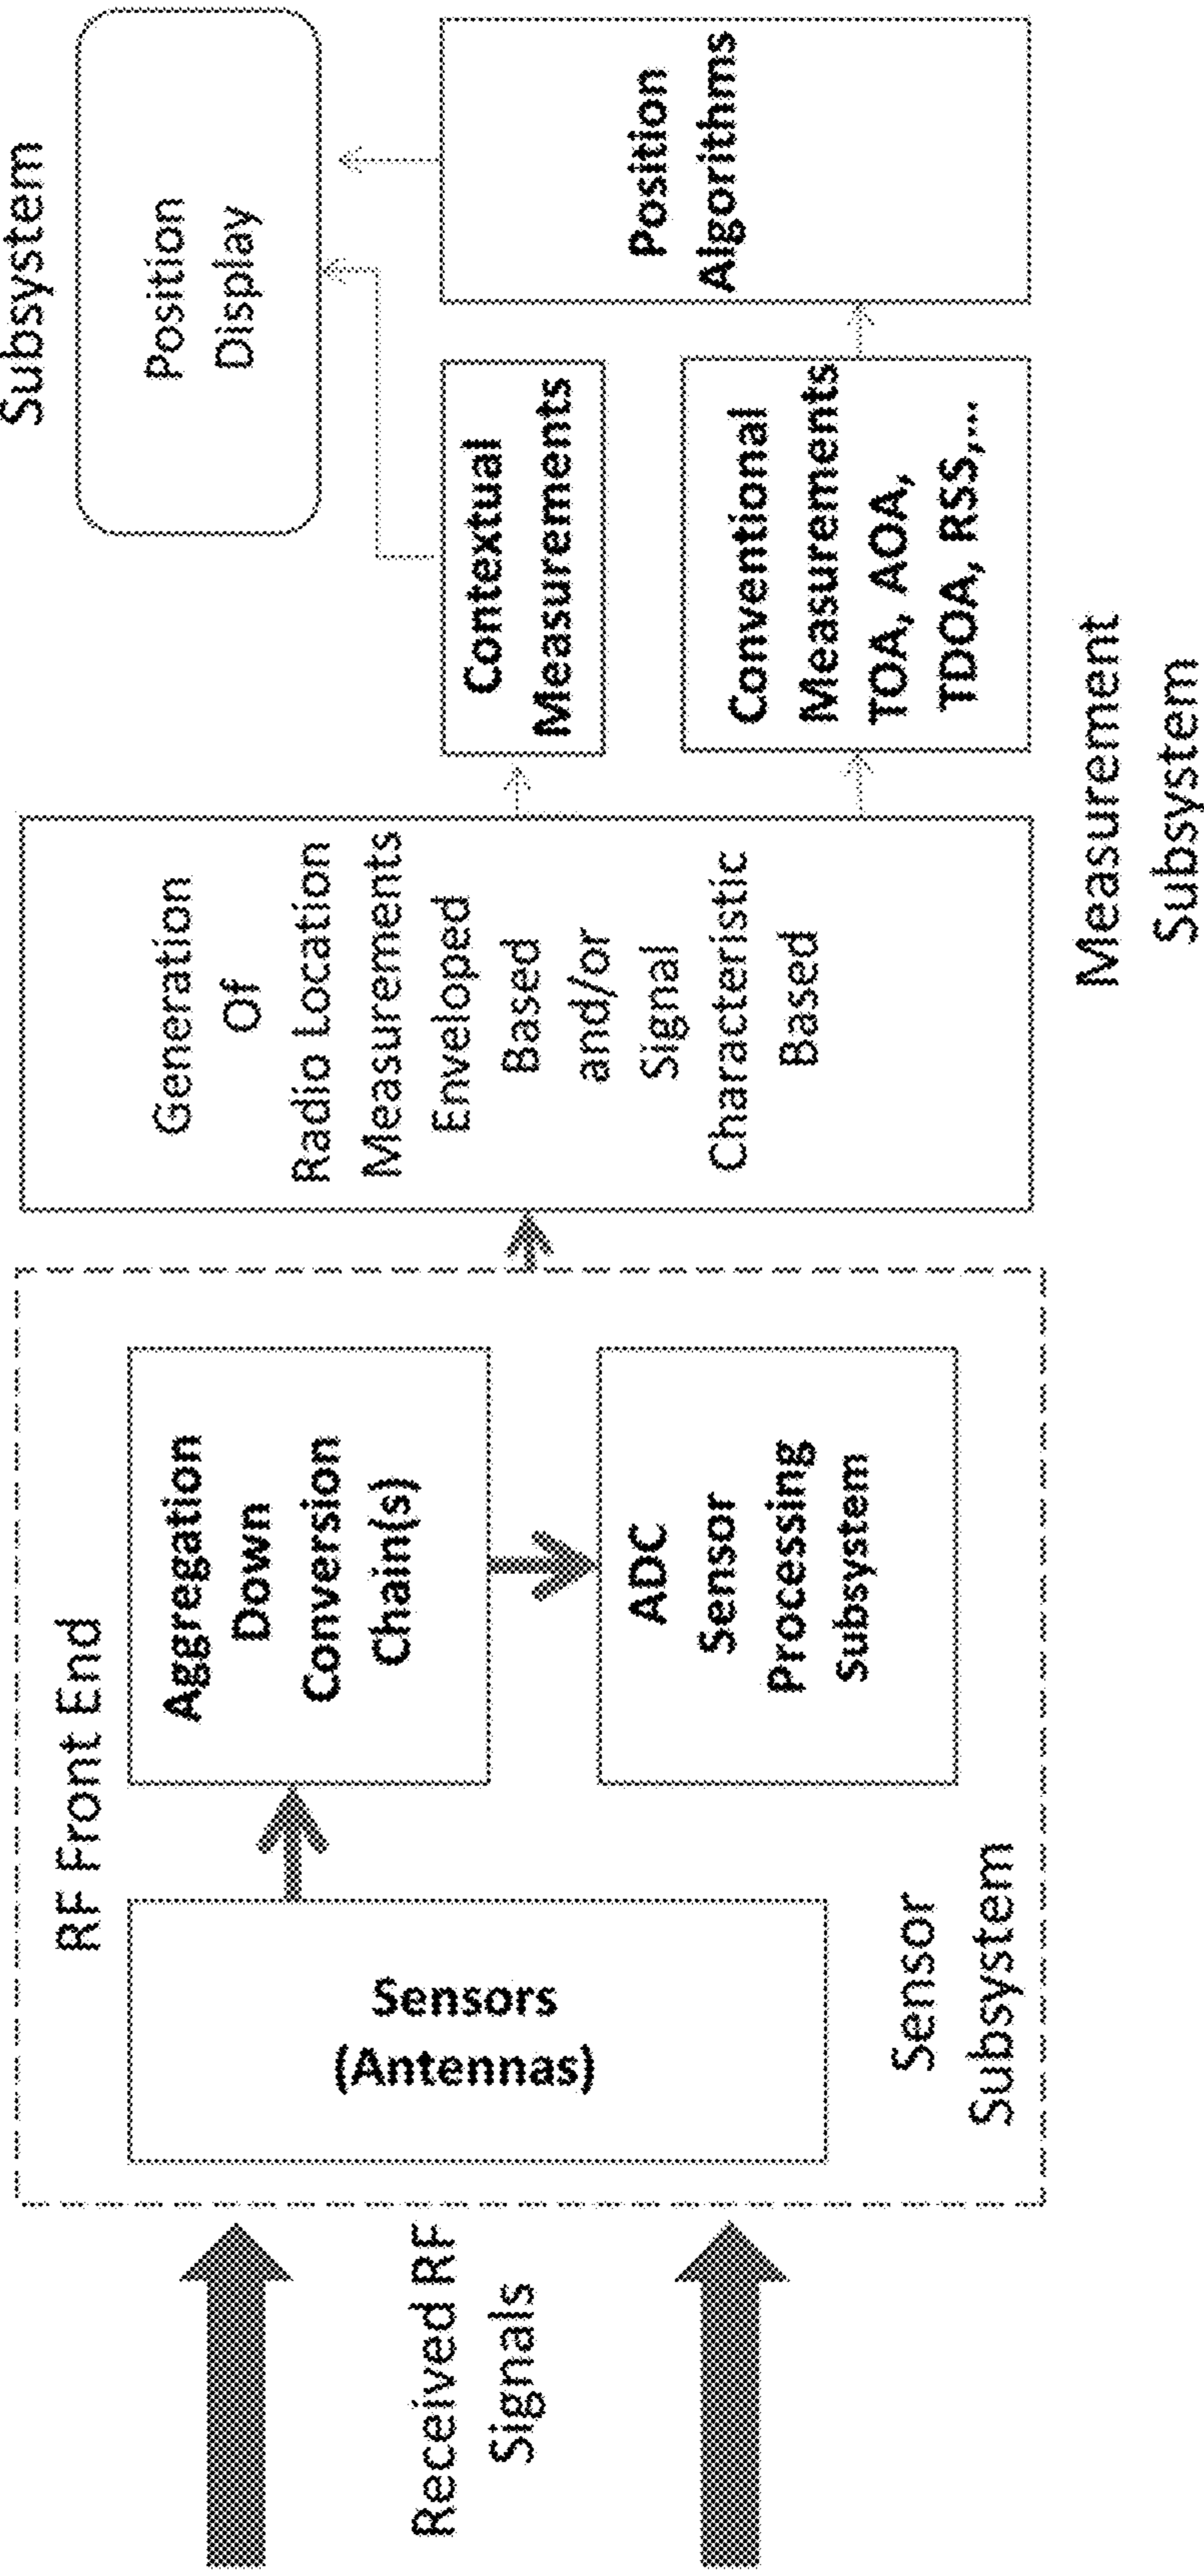 Received RF
Signals
RF Front End
Sensors
(Antennas)
Aggregation
Down
Conversion
Chain(s)
ADC
Sensor
Processing
Subsystem
Sensor
Subsystem
Generation
Of
Radio Location
Measurements
Enveloped
Based
and/or
Signal
Characteristic
Based
Contextual
Measurements
Conventional
Measurements
TOA, AOA,
TDOA, RSS,...
Measurement
Subsystem
Subsystem
Position
Display
Position
Algorithms